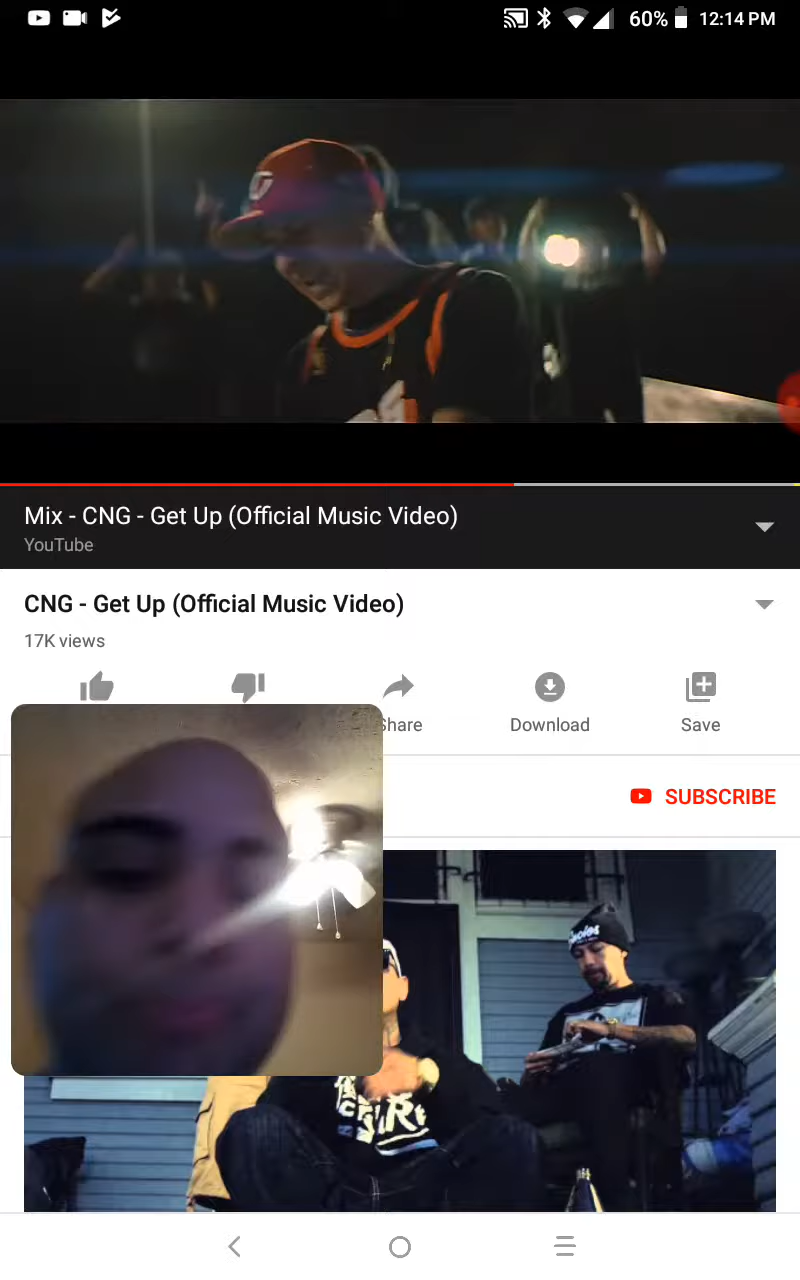 60% 12:14 PM
Mix - CNG - Get Up (Official Music Video)
YouTube
CNG - Get Up (Official Music Video)
17K views
Share
Download
Save
SUBSCRIBE